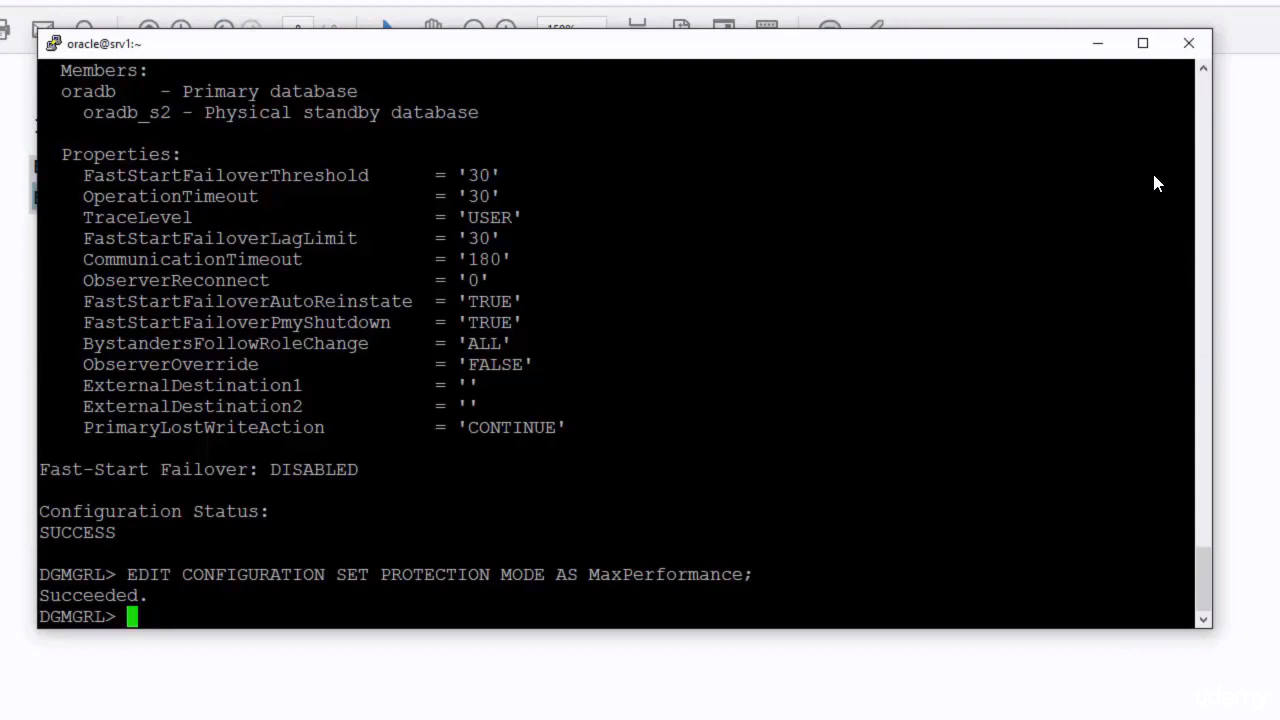 oracle@srv1:~
Members:
oradb - Primary database
oradb_s2 - Physical standby database
Properties:
FastStartFailoverThreshold = '30'
OperationTimeout = '30'
TraceLevel = 'USER'
FastStartFailoverLagLimit = '30'
CommunicationTimeout = '180'
ObserverReconnect = '0'
FastStartFailoverAutoReinstate = 'TRUE'
FastStartFailoverPmyShutdown = 'TRUE'
BystandersFollowRoleChange = 'ALL'
ObserverOverride = 'FALSE'
ExternalDestination1 = ''
ExternalDestination2 = ''
PrimaryLostWriteAction = 'CONTINUE'
Fast-Start Failover: DISABLED
Configuration Status:
SUCCESS
DGMGRL> EDIT CONFIGURATION SET PROTECTION MODE AS MaxPerformance;
Succeeded.
DGMGRL>
udemy